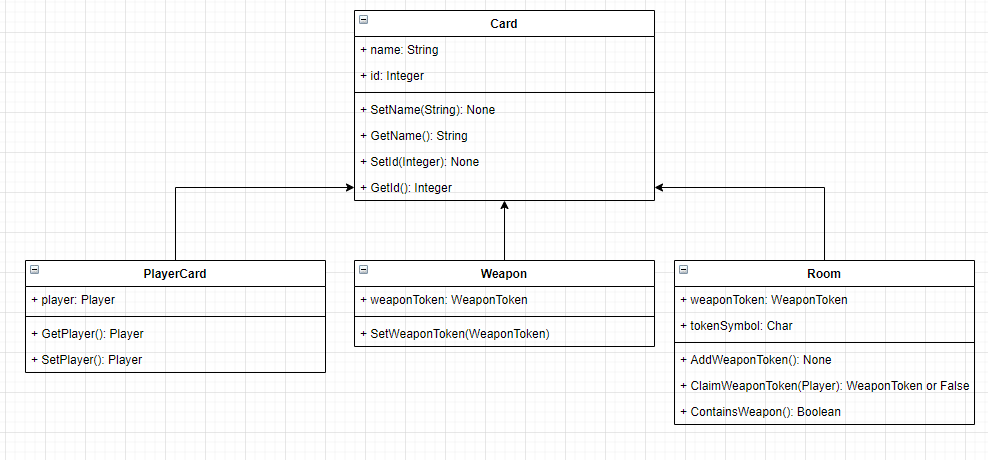 Card
+ name: String
+ id: Integer
+ SetName(String): None
+ GetName(): String
+ SetId(Integer): None
+ GetId(): Integer
PlayerCard
+ player: Player
+ GetPlayer(): Player
+ SetPlayer(): Player
Weapon
+ weaponToken: WeaponToken
+ SetWeaponToken(WeaponToken)
Room
+ weaponToken: WeaponToken
+ tokenSymbol: Char
+ AddWeaponToken(): None
+ ClaimWeaponToken(Player): WeaponToken or False
+ ContainsWeapon(): Boolean